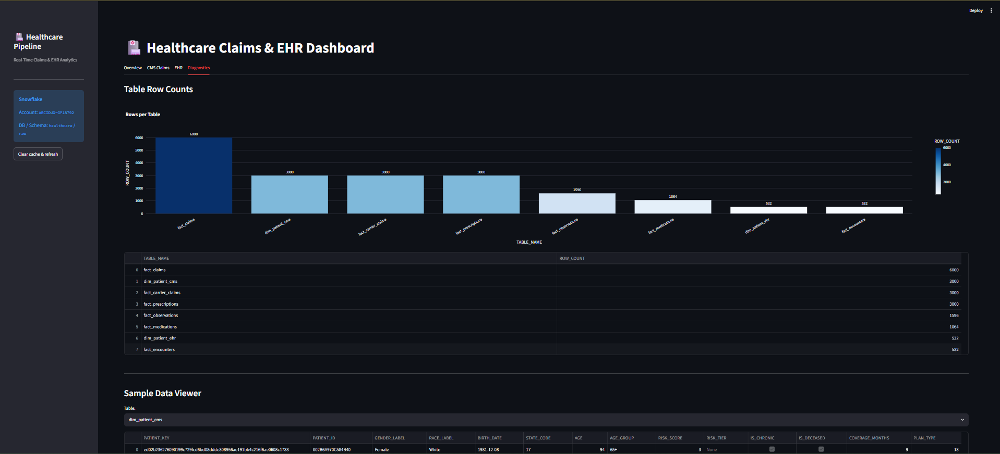 Deploy
Healthcare
Pipeline
Real-Time Claims & EHR Analytics
Snowflake
Account: ABCIDUX-GP18792
DB / Schema: healthcare /
raw
Clear cache & refresh
Healthcare Claims & EHR Dashboard
Overview CMS Claims EHR Diagnostics
Table Row Counts
Rows per Table
ROW_COUNT
6000
5000
4000
3000
2000
1000
0
6000
3000
3000
3000
1596
1064
532
532
fact_claims
dim_patient_cms
fact_carrier_claims
fact_prescriptions
fact_observations
fact_medications
dim_patient_ehr
fact_encounters
TABLE_NAME
ROW_COUNT
6000
4000
2000
TABLE_NAME ROW_COUNT
0 fact_claims 6000
1 dim_patient_cms 3000
2 fact_carrier_claims 3000
3 fact_prescriptions 3000
4 fact_observations 1596
5 fact_medications 1064
6 dim_patient_ehr 532
7 fact_encounters 532
Sample Data Viewer
Table:
dim_patient_cms
PATIENT_KEY PATIENT_ID GENDER_LABEL RACE_LABEL BIRTH_DATE STATE_CODE AGE AGE_GROUP RISK_SCORE RISK_TIER IS_CHRONIC IS_DECEASED COVERAGE_MONTHS PLAN_TYPE
0 ed02b236276090199c729fcd6bd08ddde308956ae191bb4c216f6ae0608c1733 002B6A970C584B40 Female White 1931-12-08 17 94 65+ 3 None 9 13